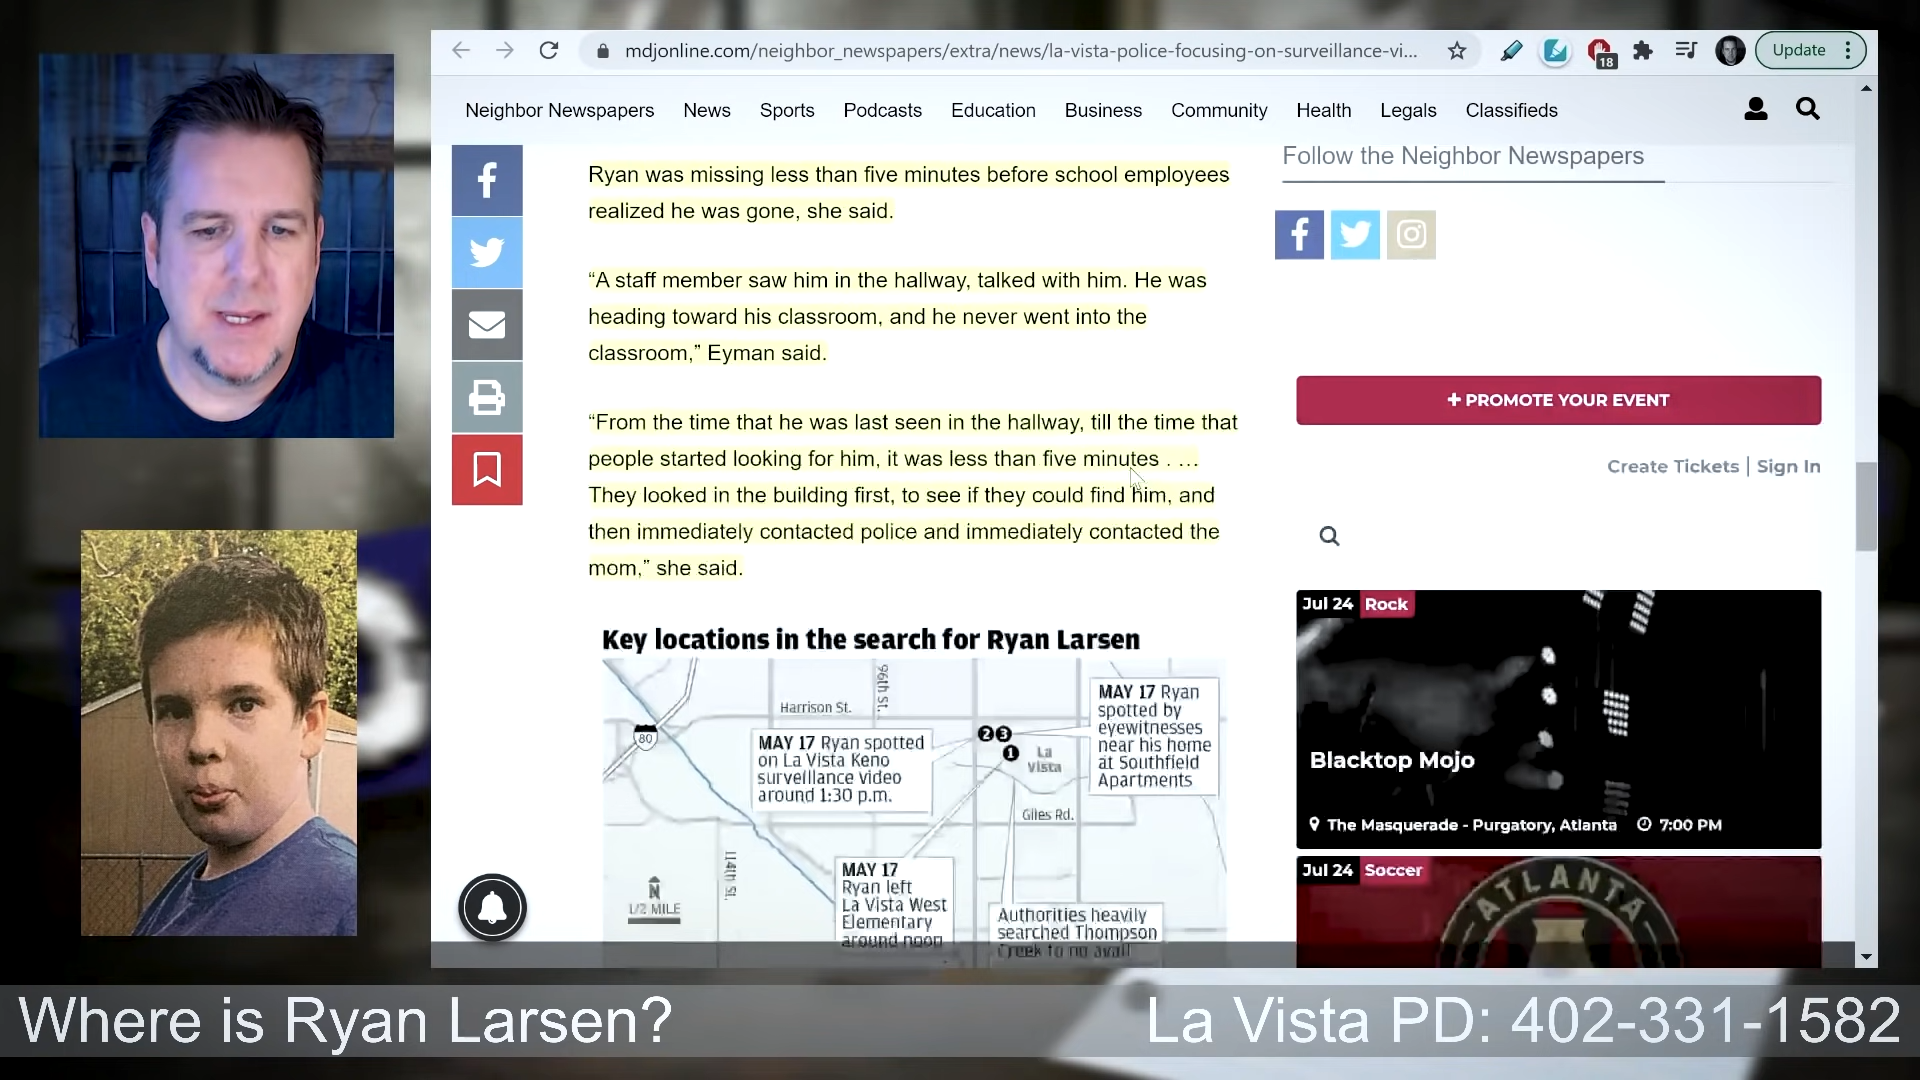 mdjonline.com/neighbor_newspapers/extra/news/la-vista-police-focusing-on-surveillance-vi...
18
Update
Neighbor Newspapers News Sports Podcasts Education Business Community Health Legals Classifieds
Ryan was missing less than five minutes before school employees
realized he was gone, she said.
“A staff member saw him in the hallway, talked with him. He was
heading toward his classroom, and he never went into the
classroom,” Eyman said.
“From the time that he was last seen in the hallway, till the time that
people started looking for him, it was less than five minutes . …
They looked in the building first, to see if they could find him, and
then immediately contacted police and immediately contacted the
mom,” she said.
Key locations in the search for Ryan Larsen
96th St.
Harrison St.
80
MAY 17 Ryan spotted
on La Vista Keno
surveillance video
around 1:30 p.m.
2 3
1
La
Vista
MAY 17 Ryan
spotted by
eyewitnesses
near his home
at Southfield
Apartments
Giles Rd.
114th St.
N
1/2 MILE
MAY 17
Ryan left
La Vista West
Elementary
around noon
Authorities heavily
searched Thompson
Creek to no avail
Follow the Neighbor Newspapers
+ PROMOTE YOUR EVENT
Create Tickets | Sign In
Jul 24 Rock
Blacktop Mojo
The Masquerade - Purgatory, Atlanta 7:00 PM
Jul 24 Soccer
ATLANTA
Where is Ryan Larsen?
La Vista PD: 402-331-1582